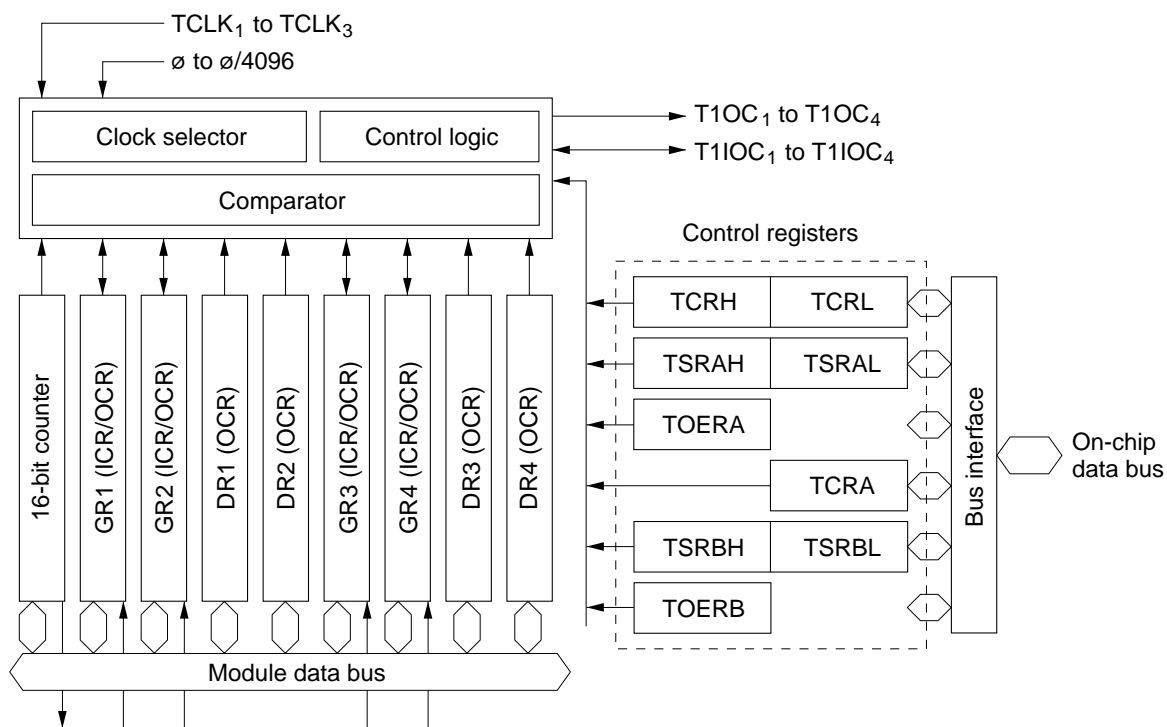 TCLK₁ to TCLK₃
ø to ø/4096
Clock selector
Control logic
Comparator
T1OC₁ to T1OC₄
T1IOC₁ to T1IOC₄
Control registers
TCRH
TCRL
TSRAH
TSRAL
TOERA
TCRA
TSRBH
TSRBL
TOERB
Bus interface
On-chip
data bus
16-bit counter
GR1 (ICR/OCR)
GR2 (ICR/OCR)
DR1 (OCR)
DR2 (OCR)
GR3 (ICR/OCR)
GR4 (ICR/OCR)
DR3 (OCR)
DR4 (OCR)
Module data bus